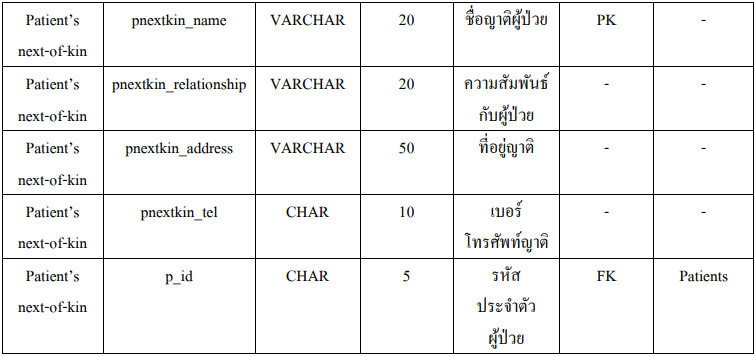 Patient's pnextkin_name VARCHAR 20 ชื่อญาติผู้ป่วย PK -
next-of-kin
Patient's pnextkin_relationship VARCHAR 20 ความสัมพันธ์ - -
next-of-kin กับผู้ป่วย
Patient's pnextkin_address VARCHAR 50 ที่อยู่ญาติ - -
next-of-kin
Patient's pnextkin_tel CHAR 10 เบอร์ - -
next-of-kin โทรศัพท์ญาติ
Patient's p_id CHAR 5 รหัส FK Patients
next-of-kin ประจำตัว
ผู้ป่วย